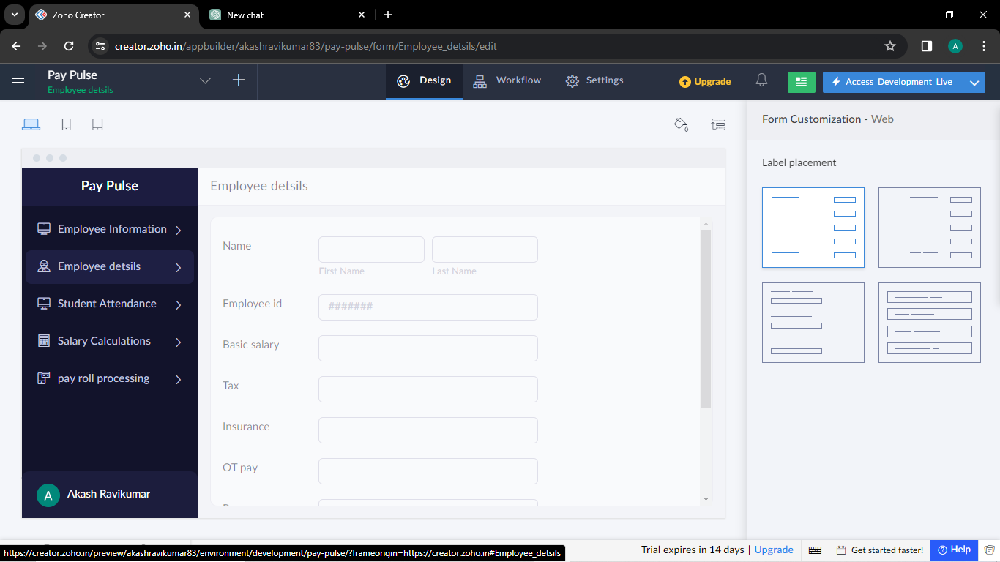 Zoho Creator
New chat
creator.zoho.in/appbuilder/akashravikumar83/pay-pulse/form/Employee_detsils/edit
A
Pay Pulse
Employee detsils
Design
Workflow
Settings
Upgrade
Access Development Live
Form Customization - Web
Label placement
Pay Pulse
Employee Information
Employee detsils
Student Attendance
Salary Calculations
pay roll processing
A Akash Ravikumar
Employee detsils
Name
First Name Last Name
Employee id #######
Basic salary
Tax
Insurance
OT pay
https://creator.zoho.in/preview/akashravikumar83/environment/development/pay-pulse/?frameorigin=https://creator.zoho.in#Employee_detsils
Trial expires in 14 days | Upgrade
Get started faster!
Help